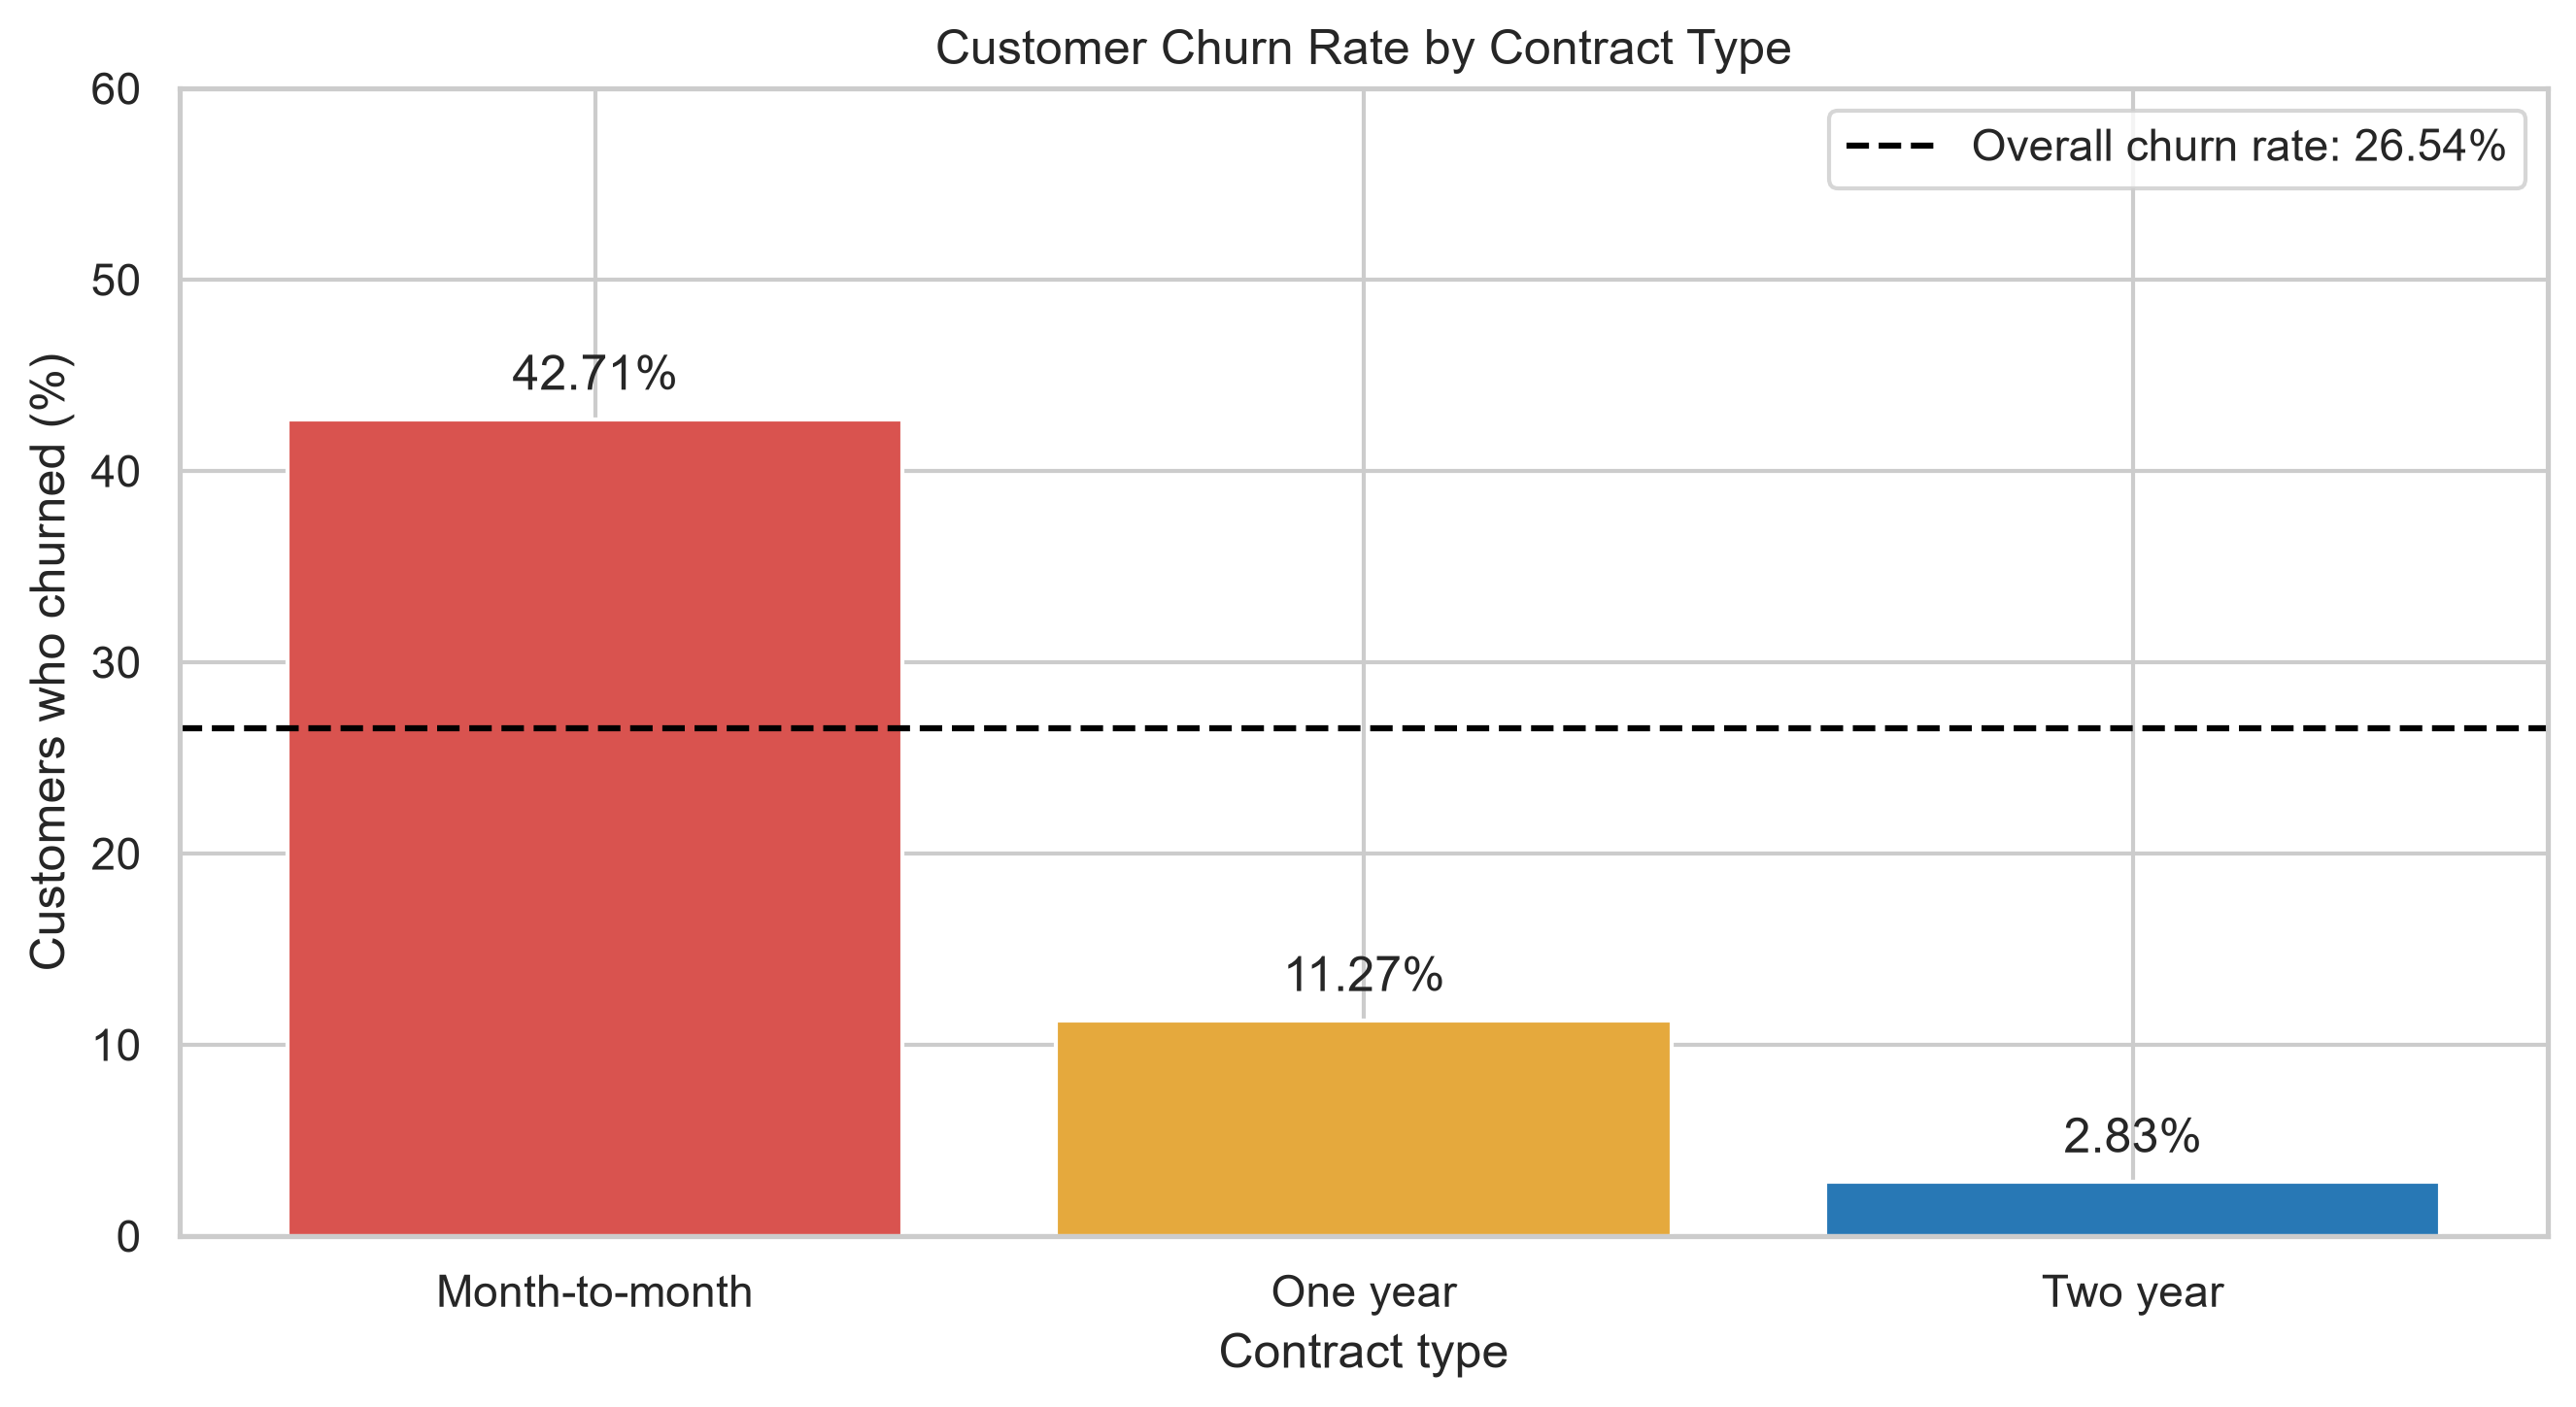 Customer Churn Rate by Contract Type
Overall churn rate: 26.54%
Customers who churned (%)
60
50
40
30
20
10
0
42.71%
11.27%
2.83%
Month-to-month
One year
Two year
Contract type